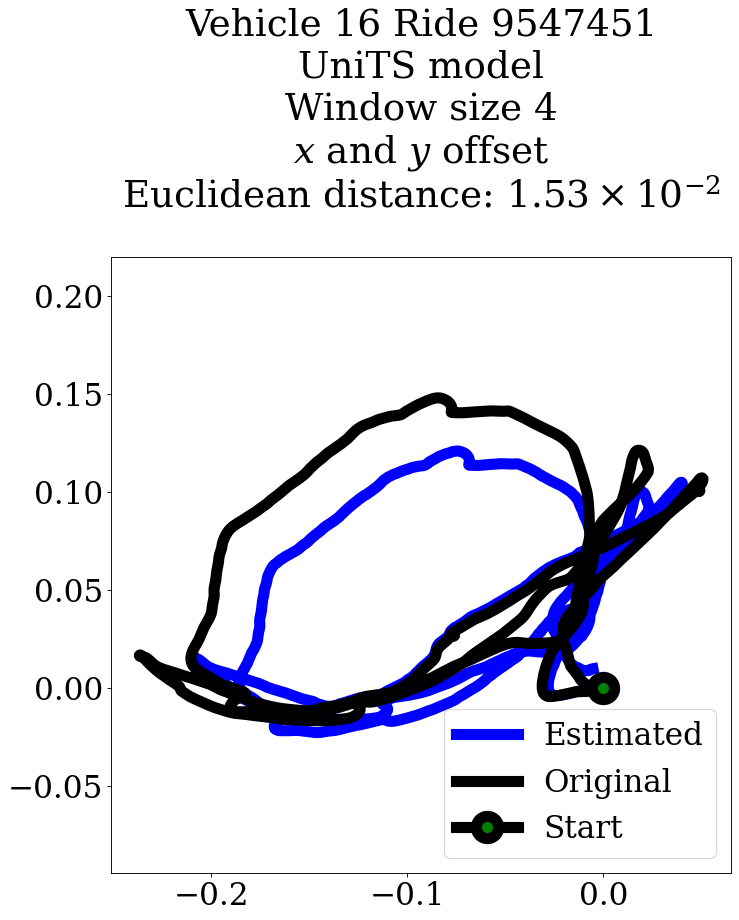 Vehicle 16 Ride 9547451
UniTS model
Window size 4
x and y offset
Euclidean distance: 1.53 × 10⁻²
0.20
0.15
0.10
0.05
0.00
−0.05
Estimated
Original
Start
−0.2
−0.1
0.0